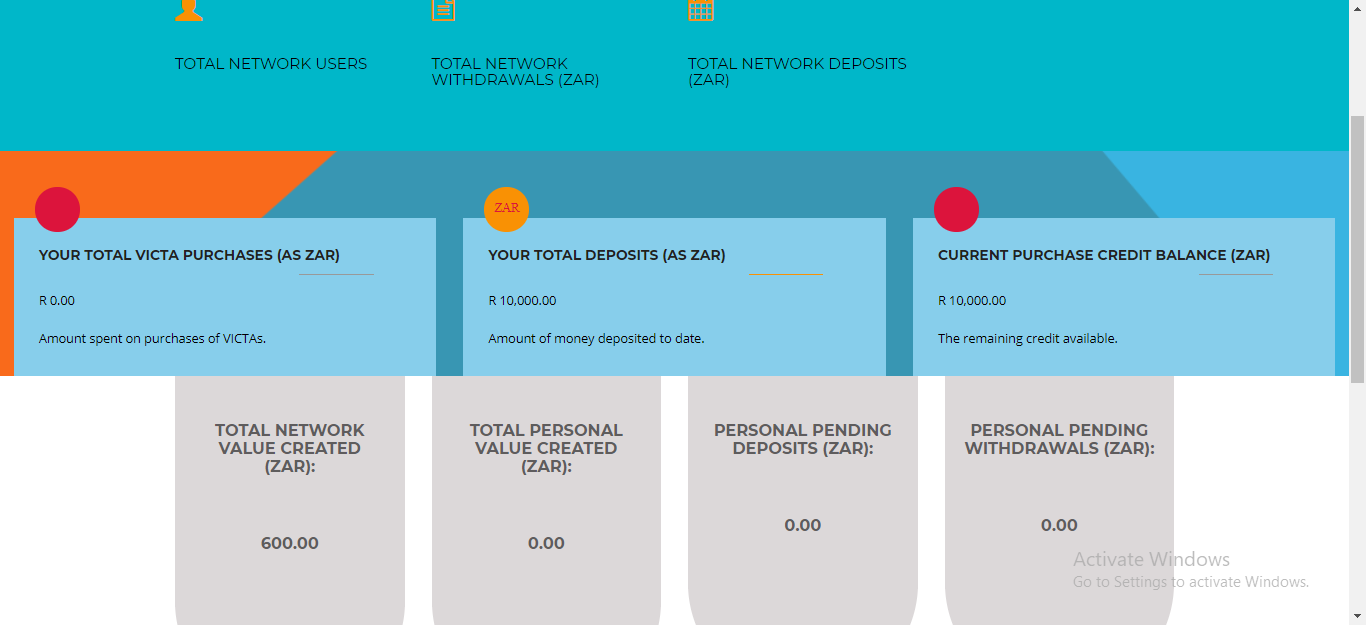 TOTAL NETWORK USERS
TOTAL NETWORK
WITHDRAWALS (ZAR)
TOTAL NETWORK DEPOSITS
(ZAR)
ZAR
YOUR TOTAL VICTA PURCHASES (AS ZAR)
R 0.00
Amount spent on purchases of VICTAs.
YOUR TOTAL DEPOSITS (AS ZAR)
R 10,000.00
Amount of money deposited to date.
CURRENT PURCHASE CREDIT BALANCE (ZAR)
R 10,000.00
The remaining credit available.
TOTAL NETWORK
VALUE CREATED
(ZAR):
600.00
TOTAL PERSONAL
VALUE CREATED
(ZAR):
0.00
PERSONAL PENDING
DEPOSITS (ZAR):
0.00
PERSONAL PENDING
WITHDRAWALS (ZAR):
0.00
Activate Windows
Go to Settings to activate Windows.